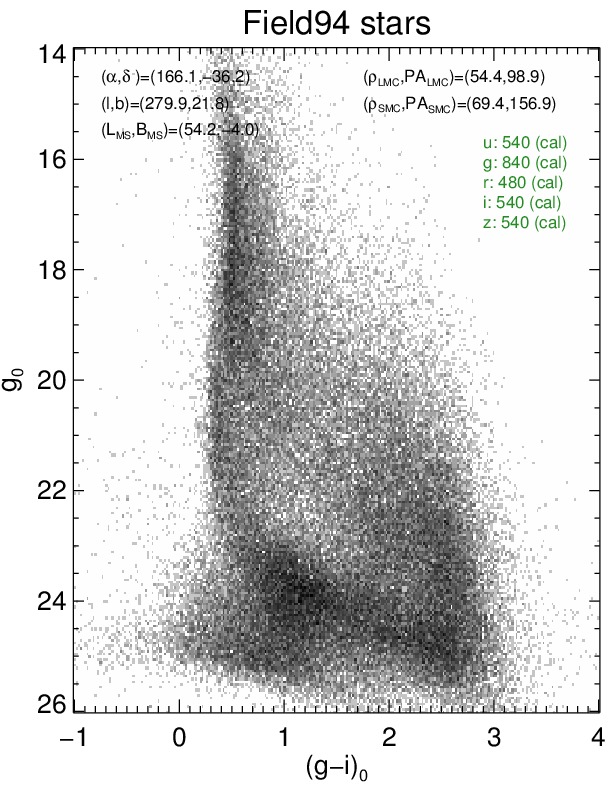 Field94 stars
(α,δ)=(166.1,−36.2)
(l,b)=(279.9,21.8)
(LMS,BMS)=(54.2,−4.0)
(ρLMC,PALMC)=(54.4,98.9)
(ρSMC,PASMC)=(69.4,156.9)
u: 540 (cal)
g: 840 (cal)
r: 480 (cal)
i: 540 (cal)
z: 540 (cal)
14
16
18
20
22
24
26
g0
−1 0 1 2 3 4
(g−i)0